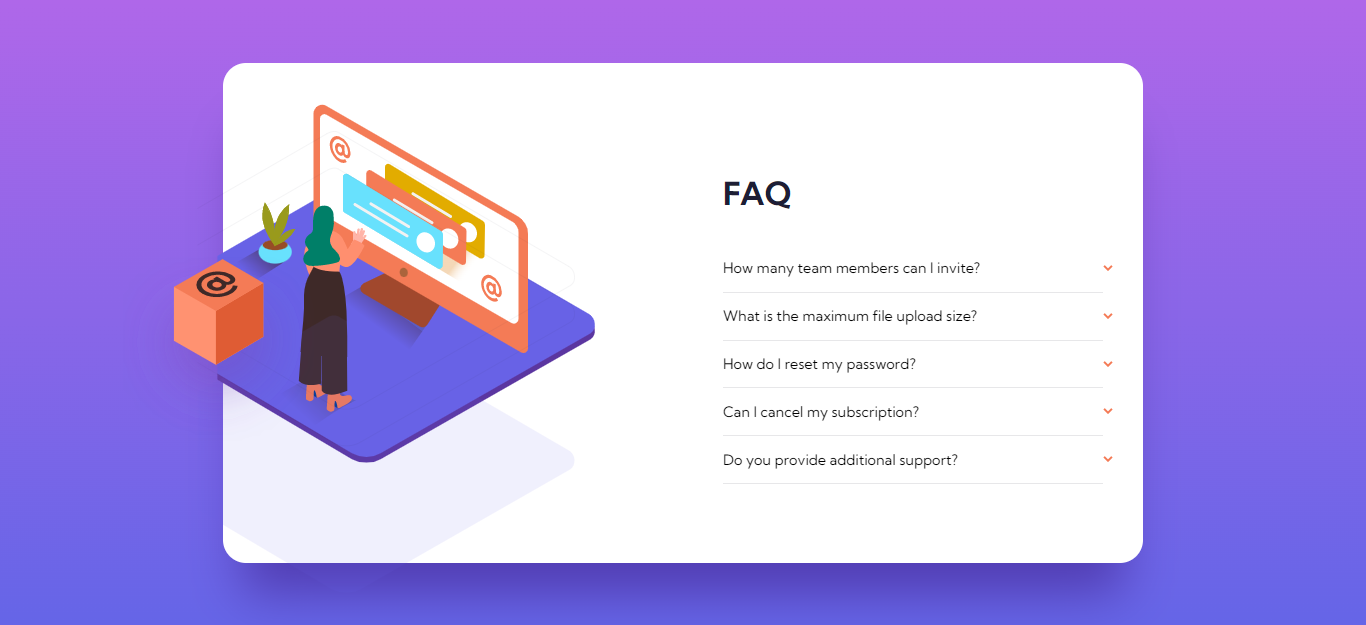 @
@
@
FAQ
How many team members can I invite?
What is the maximum file upload size?
How do I reset my password?
Can I cancel my subscription?
Do you provide additional support?